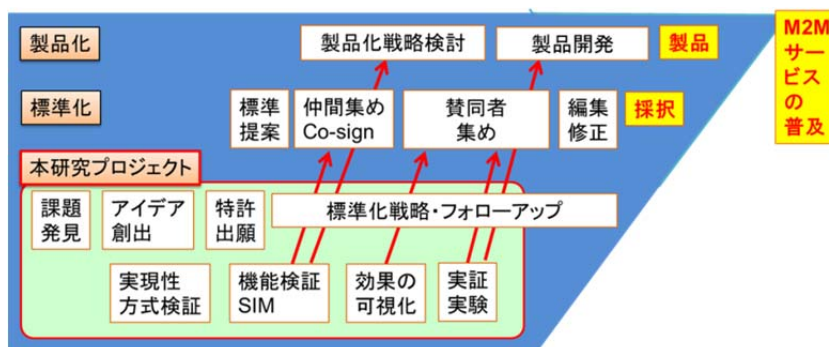 製品化
製品化戦略検討
製品開発
製品
M2M
サー
ビス
の
普及
標準化
標準
提案
仲間集め
Co-sign
賛同者
集め
編集
修正
採択
本研究プロジェクト
課題
発見
アイデア
創出
特許
出願
標準化戦略・フォローアップ
実現性
方式検証
機能検証
SIM
効果の
可視化
実証
実験